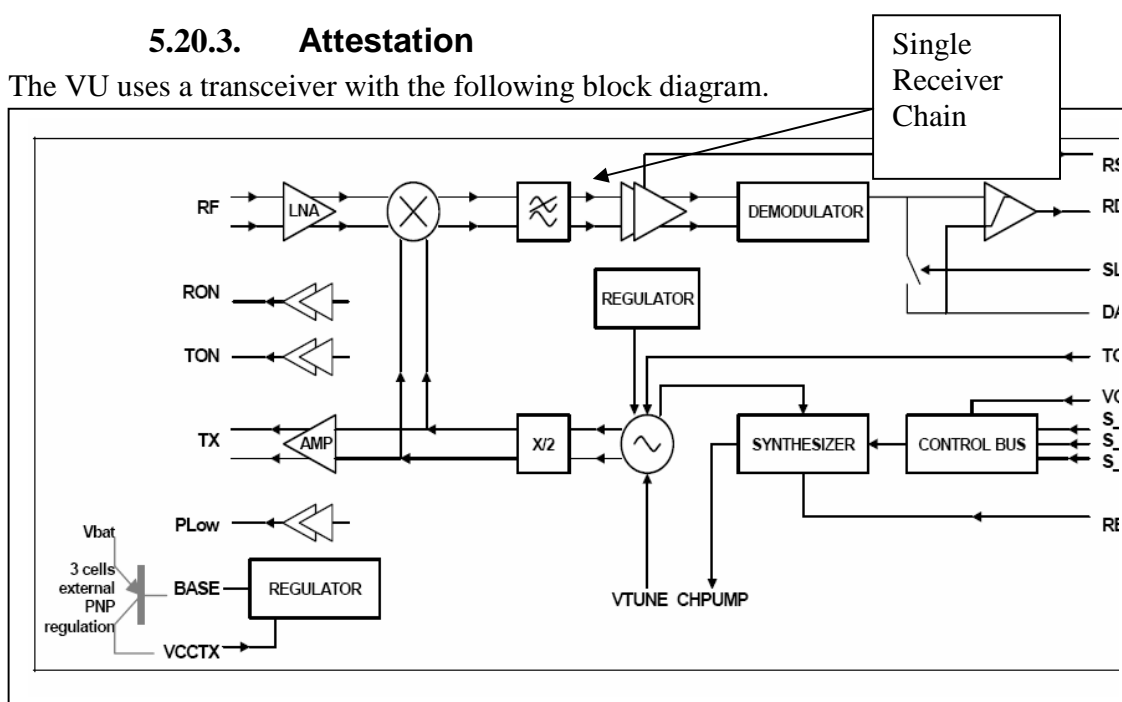 5.20.3. Attestation
The VU uses a transceiver with the following block diagram.
Single
Receiver
Chain
RF
LNA
DEMODULATOR
RON
REGULATOR
TON
TX
AMP
X/2
SYNTHESIZER
CONTROL BUS
PLow
Vbat
3 cells
external
PNP
regulation
BASE
REGULATOR
VTUNE CHPUMP
VCCTX